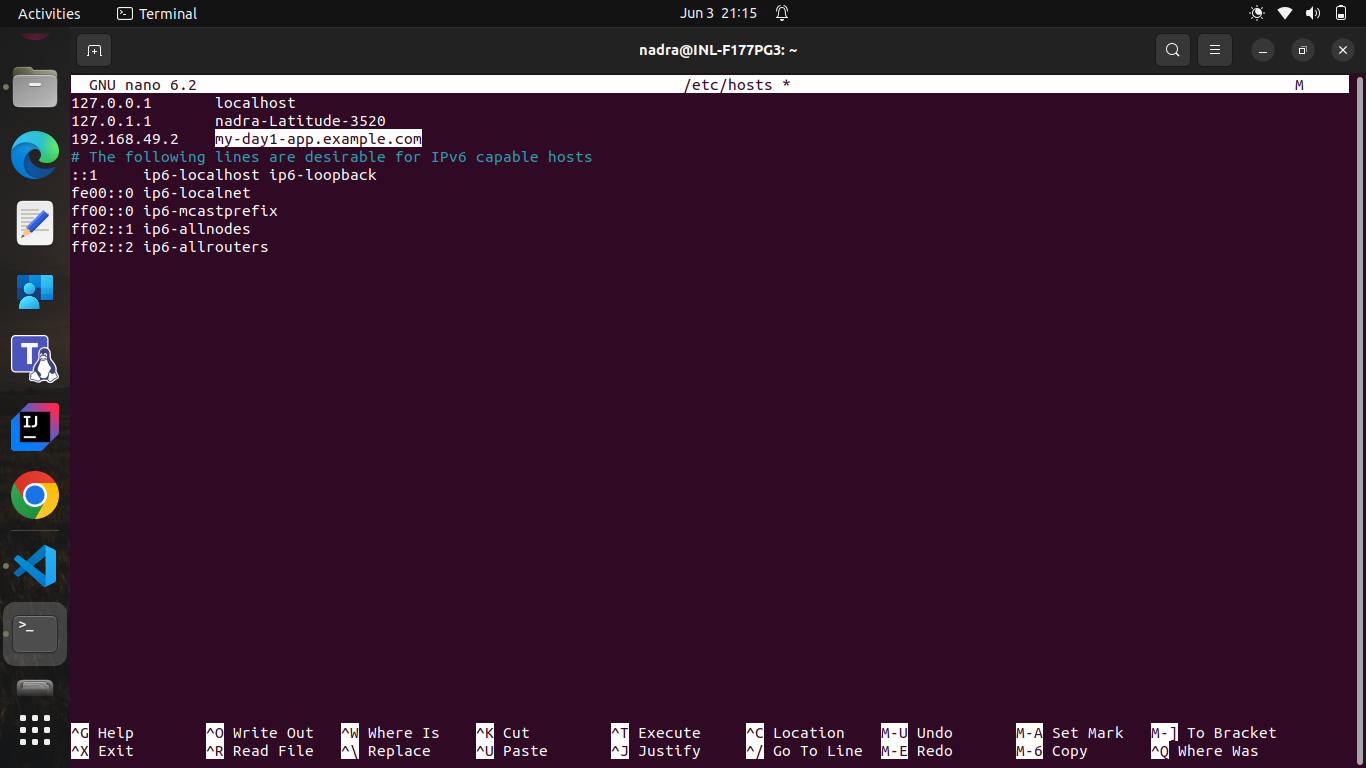 Activities Terminal Jun 3 21:15
nadra@INL-F177PG3: ~
GNU nano 6.2 /etc/hosts * M
127.0.0.1 localhost
127.0.1.1 nadra-Latitude-3520
192.168.49.2 my-day1-app.example.com
# The following lines are desirable for IPv6 capable hosts
::1 ip6-localhost ip6-loopback
fe00::0 ip6-localnet
ff00::0 ip6-mcastprefix
ff02::1 ip6-allnodes
ff02::2 ip6-allrouters
T
IJ
>_
^G Help ^O Write Out ^W Where Is ^K Cut ^T Execute ^C Location M-U Undo M-A Set Mark M-] To Bracket
^X Exit ^R Read File ^\ Replace ^U Paste ^J Justify ^/ Go To Line M-E Redo M-6 Copy ^Q Where Was